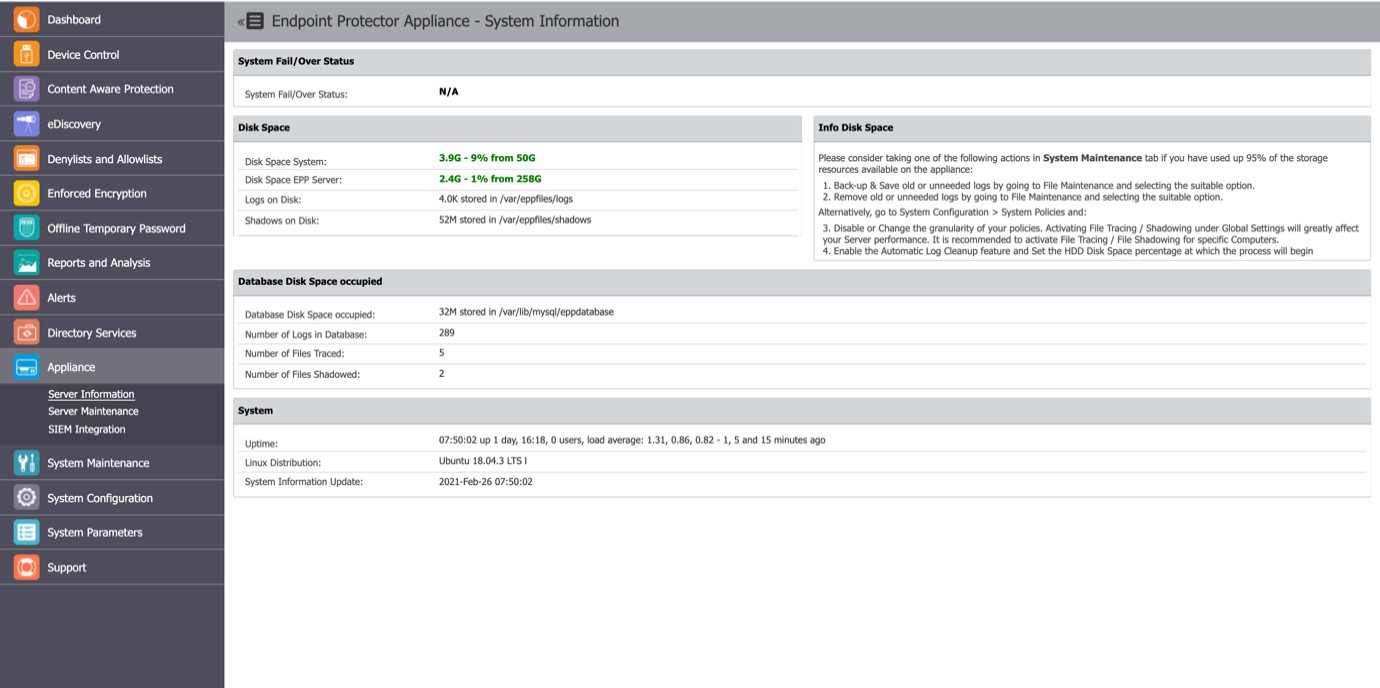 Dashboard
Device Control
Content Aware Protection
eDiscovery
Denylists and Allowlists
Enforced Encryption
Offline Temporary Password
Reports and Analysis
Alerts
Directory Services
Appliance
Server Information
Server Maintenance
SIEM Integration
System Maintenance
System Configuration
System Parameters
Support
Endpoint Protector Appliance - System Information
System Fail/Over Status
System Fail/Over Status: N/A
Disk Space
Disk Space System: 3.9G - 9% from 50G
Disk Space EPP Server: 2.4G - 1% from 258G
Logs on Disk: 4.0K stored in /var/eppfiles/logs
Shadows on Disk: 52M stored in /var/eppfiles/shadows
Info Disk Space
Please consider taking one of the following actions in System Maintenance tab if you have used up 95% of the storage
resources available on the appliance:
1. Back-up & Save old or unneeded logs by going to File Maintenance and selecting the suitable option.
2. Remove old or unneeded logs by going to File Maintenance and selecting the suitable option.
Alternatively, go to System Configuration > System Policies and:
3. Disable or Change the granularity of your policies. Activating File Tracing / Shadowing under Global Settings will greatly affect
your Server performance. It is recommended to activate File Tracing / File Shadowing for specific Computers.
4. Enable the Automatic Log Cleanup feature and Set the HDD Disk Space percentage at which the process will begin
Database Disk Space occupied
Database Disk Space occupied: 32M stored in /var/lib/mysql/eppdatabase
Number of Logs in Database: 289
Number of Files Traced: 5
Number of Files Shadowed: 2
System
Uptime: 07:50:02 up 1 day, 16:18, 0 users, load average: 1.31, 0.86, 0.82 - 1, 5 and 15 minutes ago
Linux Distribution: Ubuntu 18.04.3 LTS l
System Information Update: 2021-Feb-26 07:50:02